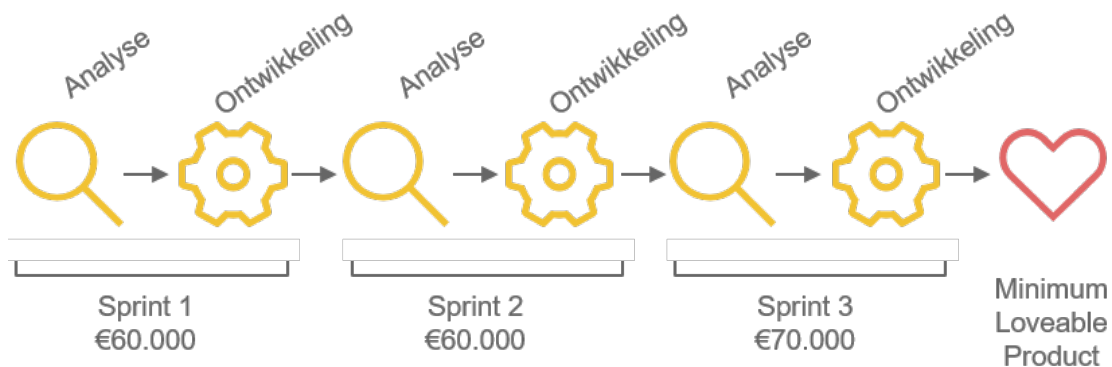 Analyse
Ontwikkeling
Analyse
Ontwikkeling
Analyse
Ontwikkeling
Sprint 1
€60.000
Sprint 2
€60.000
Sprint 3
€70.000
Minimum
Loveable
Product